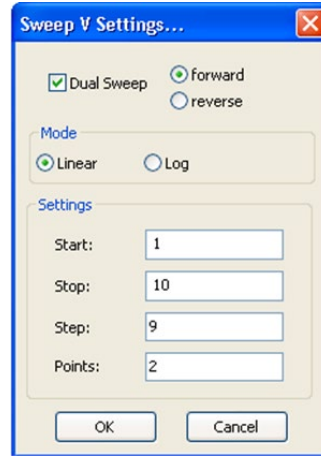 Sweep V Settings...
Dual Sweep
forward
reverse
Mode
Linear Log
Settings
Start: 1
Stop: 10
Step: 9
Points: 2
OK Cancel